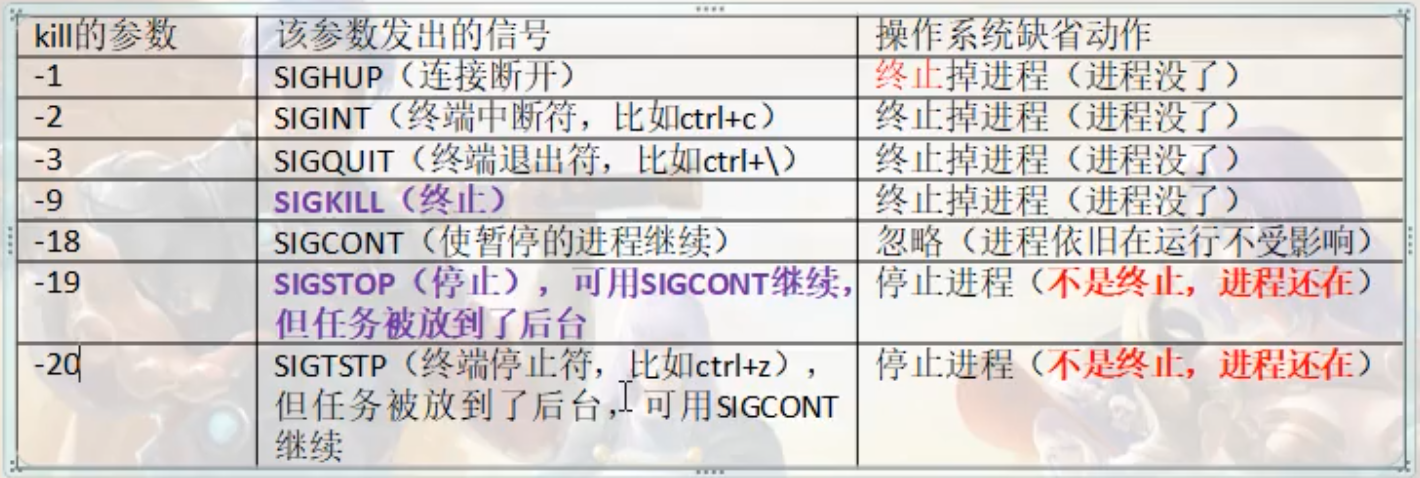 kill的参数
该参数发出的信号
操作系统缺省动作
-1
SIGHUP（连接断开）
终止掉进程（进程没了）
-2
SIGINT（终端中断符，比如ctrl+c）
终止掉进程（进程没了）
-3
SIGQUIT（终端退出符，比如ctrl+\）
终止掉进程（进程没了）
-9
SIGKILL（终止）
终止掉进程（进程没了）
-18
SIGCONT（使暂停的进程继续）
忽略（进程依旧在运行不受影响）
-19
SIGSTOP（停止），可用SIGCONT继续，
但任务被放到了后台
停止进程（不是终止，进程还在）
-20
SIGTSTP（终端停止符，比如ctrl+z），
但任务被放到了后台，可用SIGCONT
继续
停止进程（不是终止，进程还在）